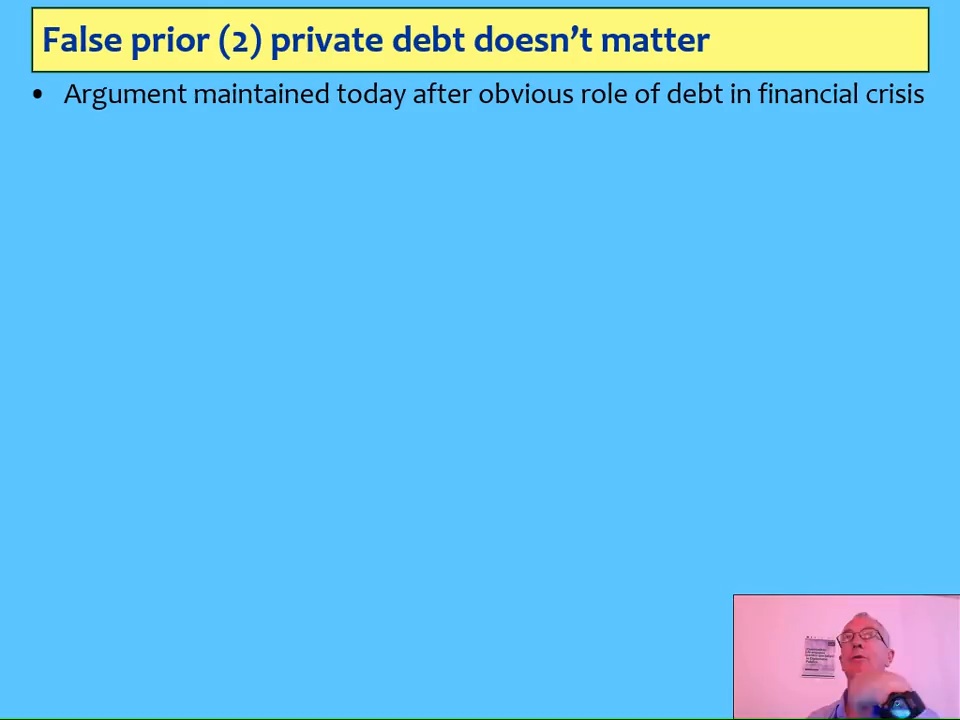 False prior (2) private debt doesn't matter
• Argument maintained today after obvious role of debt in financial crisis